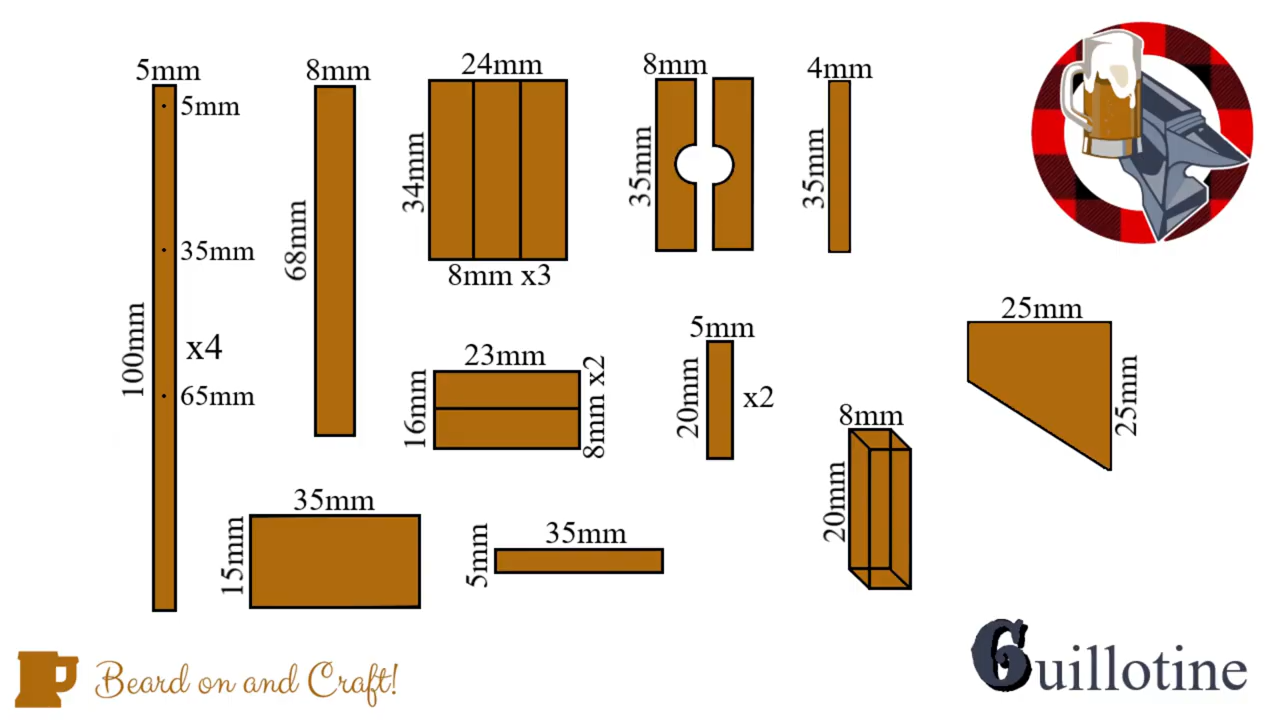 5mm
5mm
35mm
100mm
x4
65mm
8mm
68mm
24mm
34mm
8mm x3
8mm
35mm
4mm
35mm
23mm
16mm
8mm x2
5mm
20mm
x2
25mm
25mm
8mm
20mm
35mm
15mm
35mm
5mm
Beard on and Craft!
Guillotine